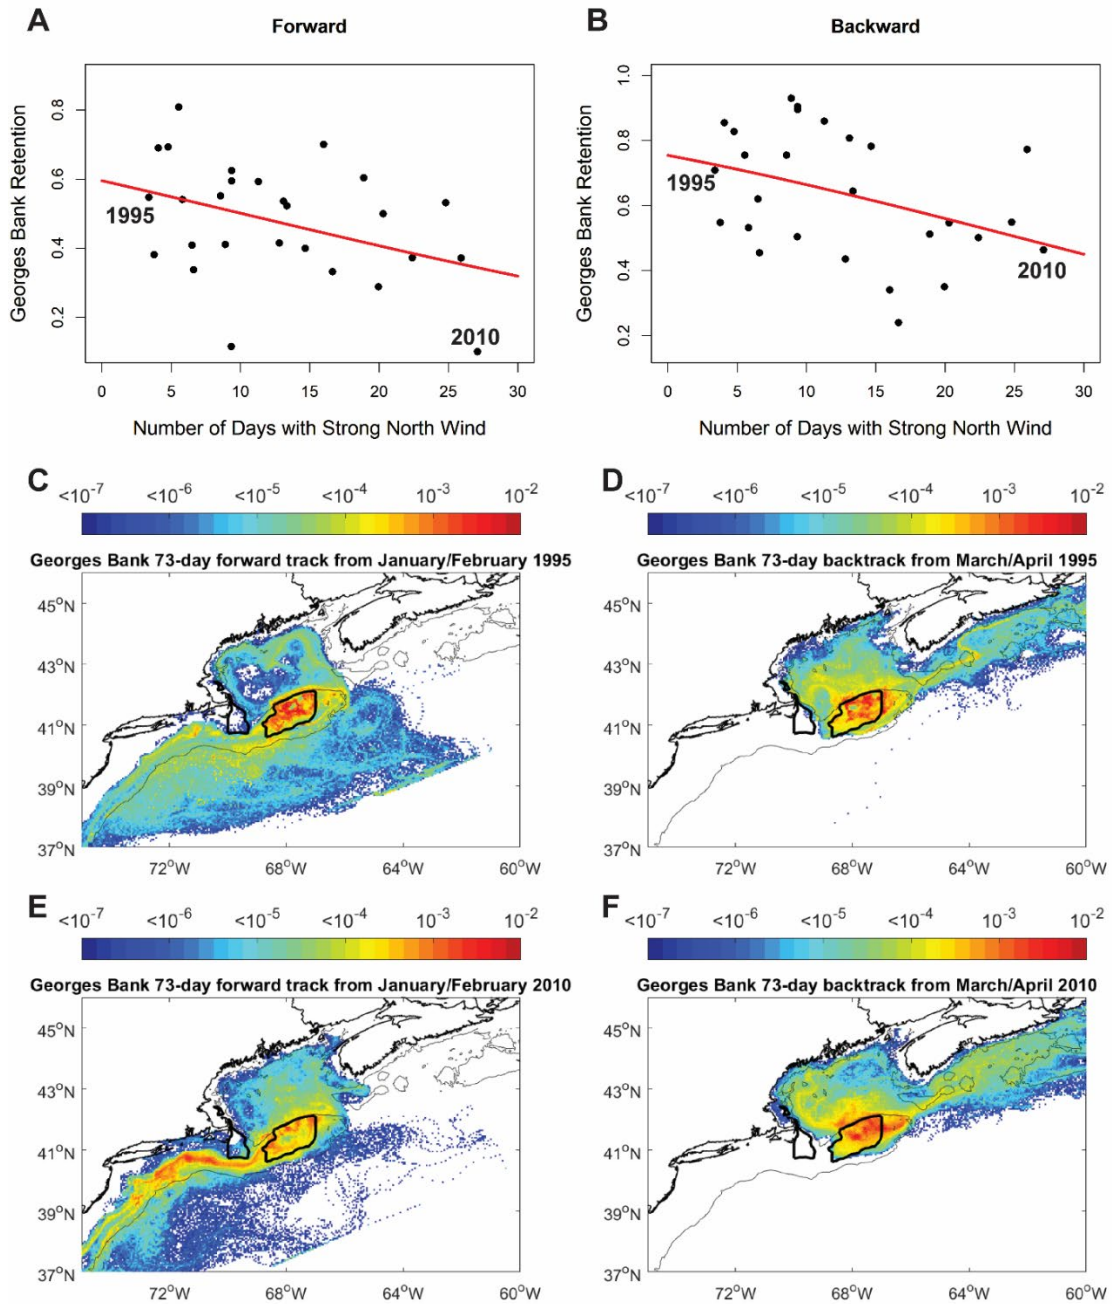 A
Forward
Georges Bank Retention
0.8
0.6
0.4
0.2
1995
2010
0 5 10 15 20 25 30
Number of Days with Strong North Wind
B
Backward
Georges Bank Retention
1.0
0.8
0.6
0.4
0.2
1995
2010
0 5 10 15 20 25 30
Number of Days with Strong North Wind
C
<10⁻⁷ <10⁻⁶ <10⁻⁵ <10⁻⁴ 10⁻³ 10⁻²
Georges Bank 73-day forward track from January/February 1995
45°N
43°N
41°N
39°N
37°N
72°W 68°W 64°W 60°W
D
<10⁻⁷ <10⁻⁶ <10⁻⁵ <10⁻⁴ 10⁻³ 10⁻²
Georges Bank 73-day backtrack from March/April 1995
45°N
43°N
41°N
39°N
37°N
72°W 68°W 64°W 60°W
E
<10⁻⁷ <10⁻⁶ <10⁻⁵ <10⁻⁴ 10⁻³ 10⁻²
Georges Bank 73-day forward track from January/February 2010
45°N
43°N
41°N
39°N
37°N
72°W 68°W 64°W 60°W
F
<10⁻⁷ <10⁻⁶ <10⁻⁵ <10⁻⁴ 10⁻³ 10⁻²
Georges Bank 73-day backtrack from March/April 2010
45°N
43°N
41°N
39°N
37°N
72°W 68°W 64°W 60°W